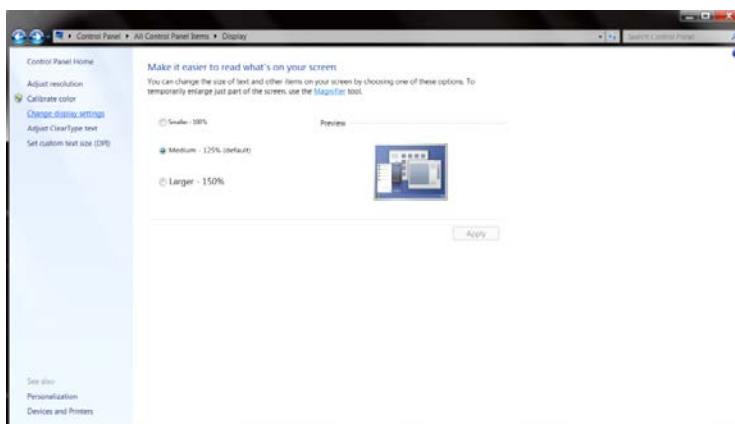 Control Panel ▸ All Control Panel Items ▸ Display
Search Control Panel
Control Panel Home
Adjust resolution
Calibrate color
Change display settings
Adjust ClearType text
Set custom text size (DPI)
See also
Personalization
Devices and Printers
Make it easier to read what's on your screen
You can change the size of text and other items on your screen by choosing one of these options. To
temporarily enlarge just part of the screen, use the Magnifier tool.
Smaller - 100%
Preview
Medium - 125% (default)
Larger - 150%
Apply